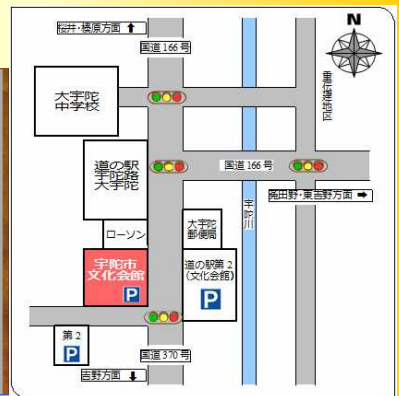 桜井・橿原方面 ↑
N
国道166号
大宇陀
中学校
重伝建地区
道の駅
宇陀路
大宇陀
国道166号
菟田野・東吉野方面 →
宇陀川
ローソン
大宇陀
郵便局
宇陀市
文化会館
P
道の駅第2
(文化会館)
P
第2
P
国道370号
吉野方面 ↓